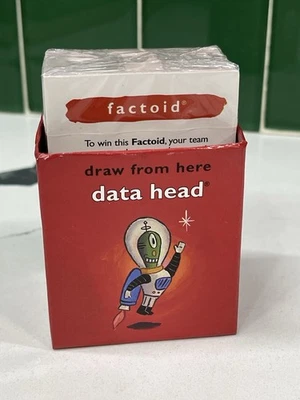 factoid®
To win this Factoid, your team
draw from here
data head®